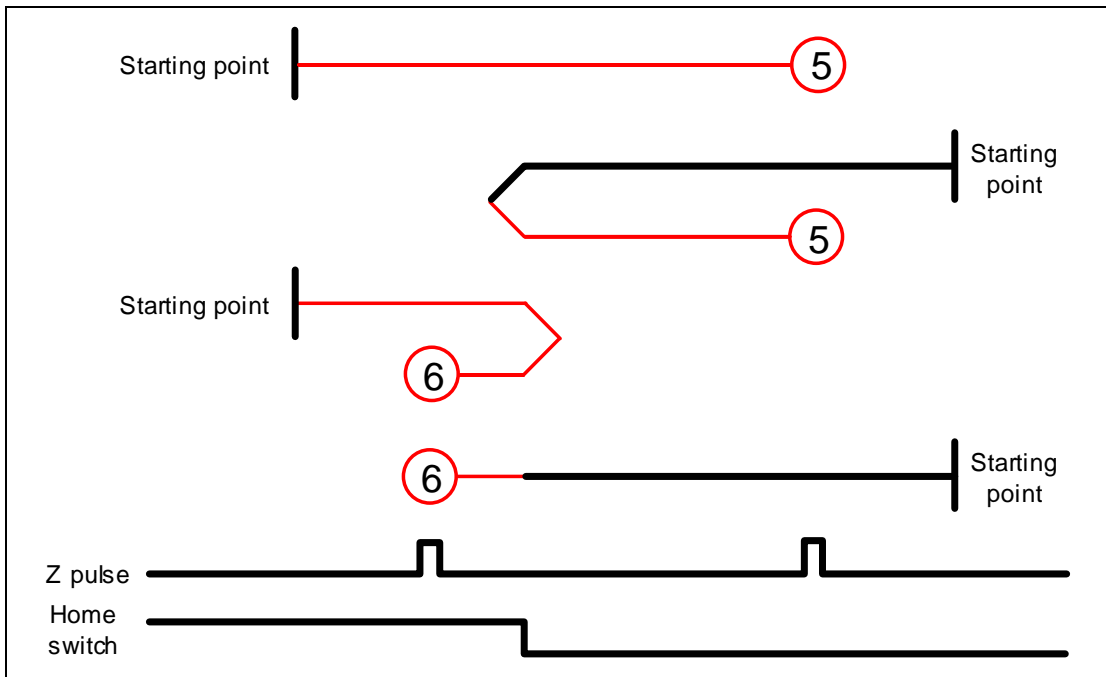 Starting point
5
Starting
point
5
Starting point
6
6
Starting
point
Z pulse
Home
switch